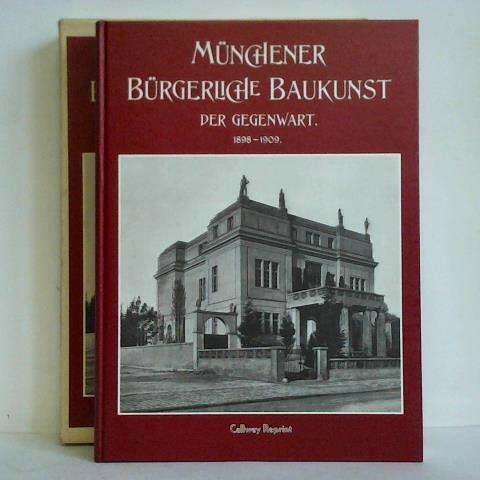 MÜNCHENER
BÜRGERLICHE BAUKUNST
DER GEGENWART.
1898 – 1909.
Callwey Reprint